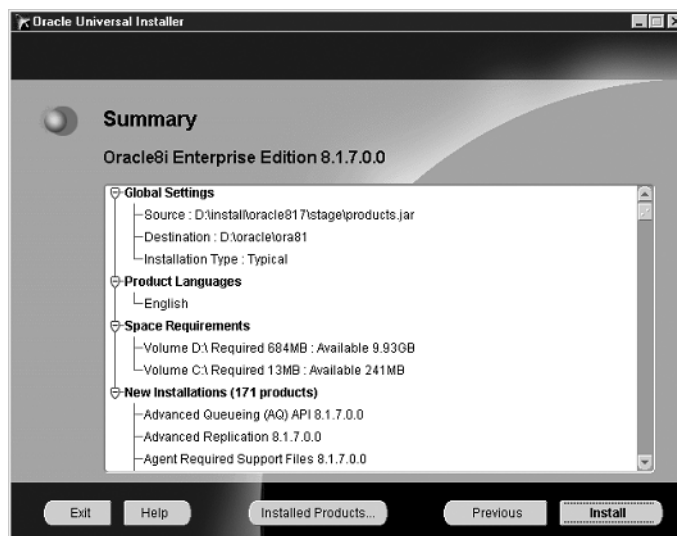 Oracle Universal Installer
Summary
Oracle8i Enterprise Edition 8.1.7.0.0
Global Settings
Source : D:\install\oracle817\stage\products.jar
Destination : D:\oracle\ora81
Installation Type : Typical
Product Languages
English
Space Requirements
Volume D:\ Required 684MB : Available 9.93GB
Volume C:\ Required 13MB : Available 241MB
New Installations (171 products)
Advanced Queueing (AQ) API 8.1.7.0.0
Advanced Replication 8.1.7.0.0
Agent Required Support Files 8.1.7.0.0
Exit Help Installed Products... Previous Install